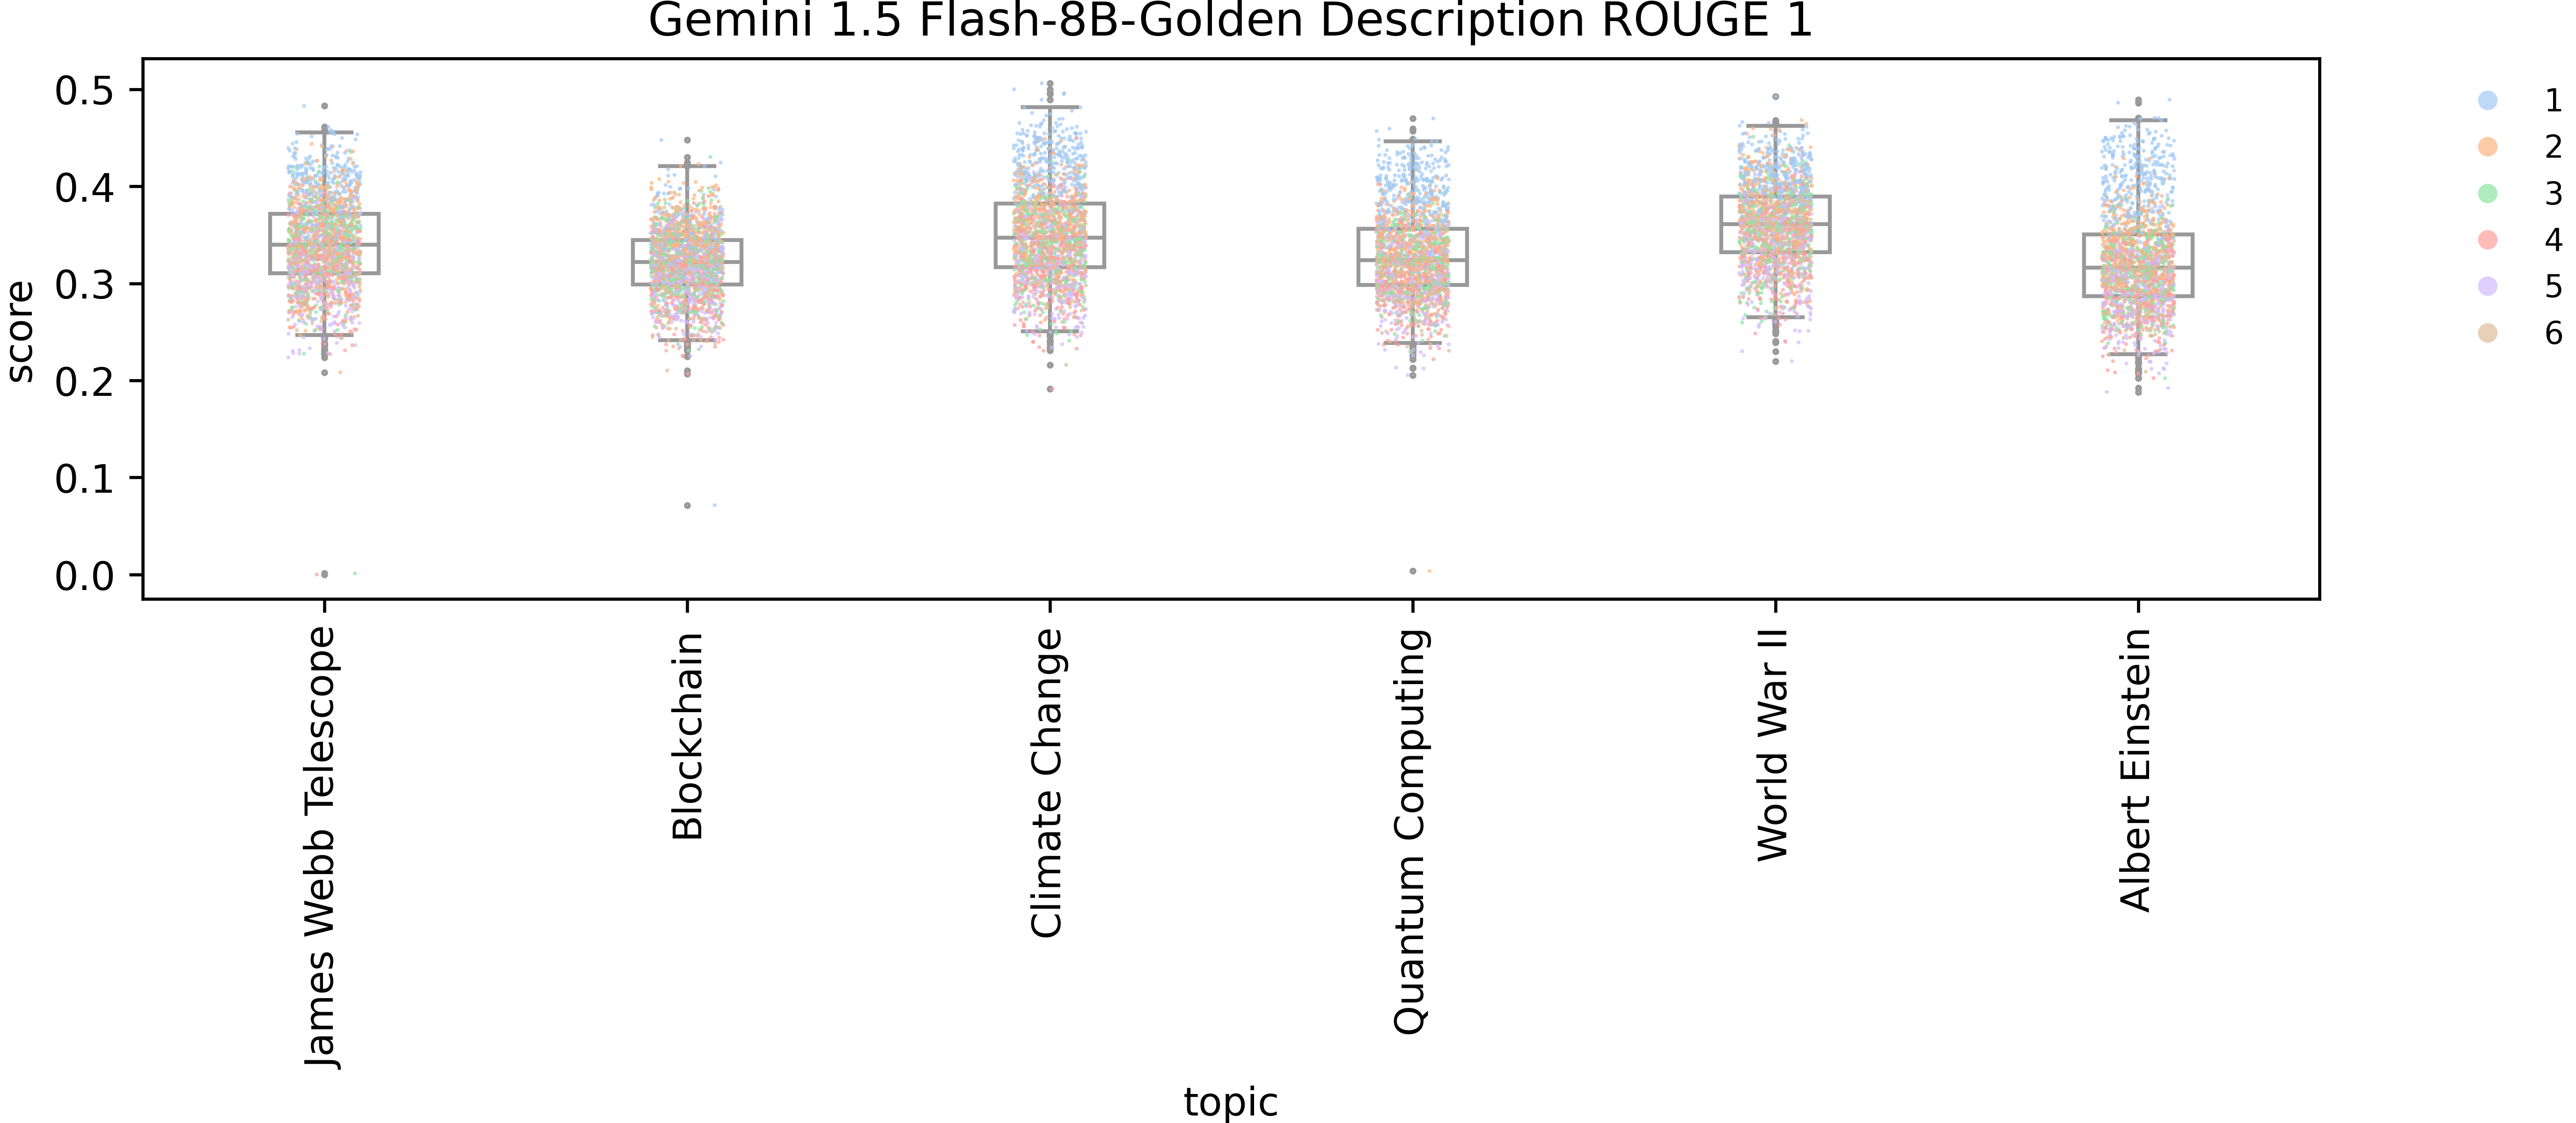 Gemini 1.5 Flash-8B-Golden Description ROUGE 1
score
0.5
0.4
0.3
0.2
0.1
0.0
James Webb Telescope
Blockchain
Climate Change
Quantum Computing
World War II
Albert Einstein
topic
1
2
3
4
5
6